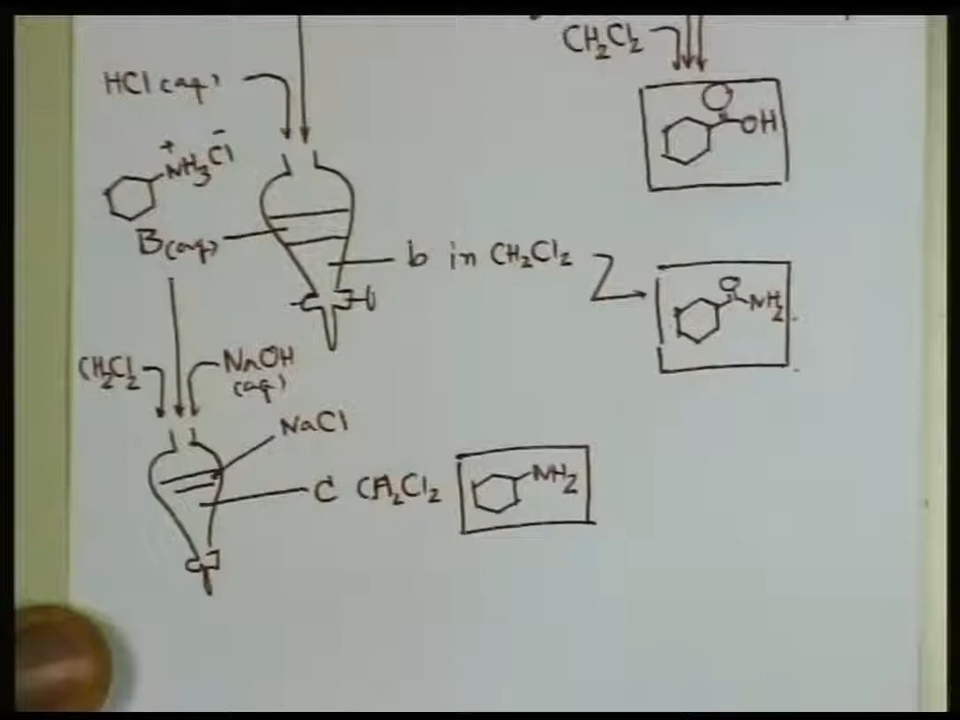 CH₂Cl₂
HCl (aq)
OH
+ −
NH₃Cl
B(aq)
b in CH₂Cl₂
O
NH₂
CH₂Cl₂
NaOH
(aq)
NaCl
C CH₂Cl₂
NH₂